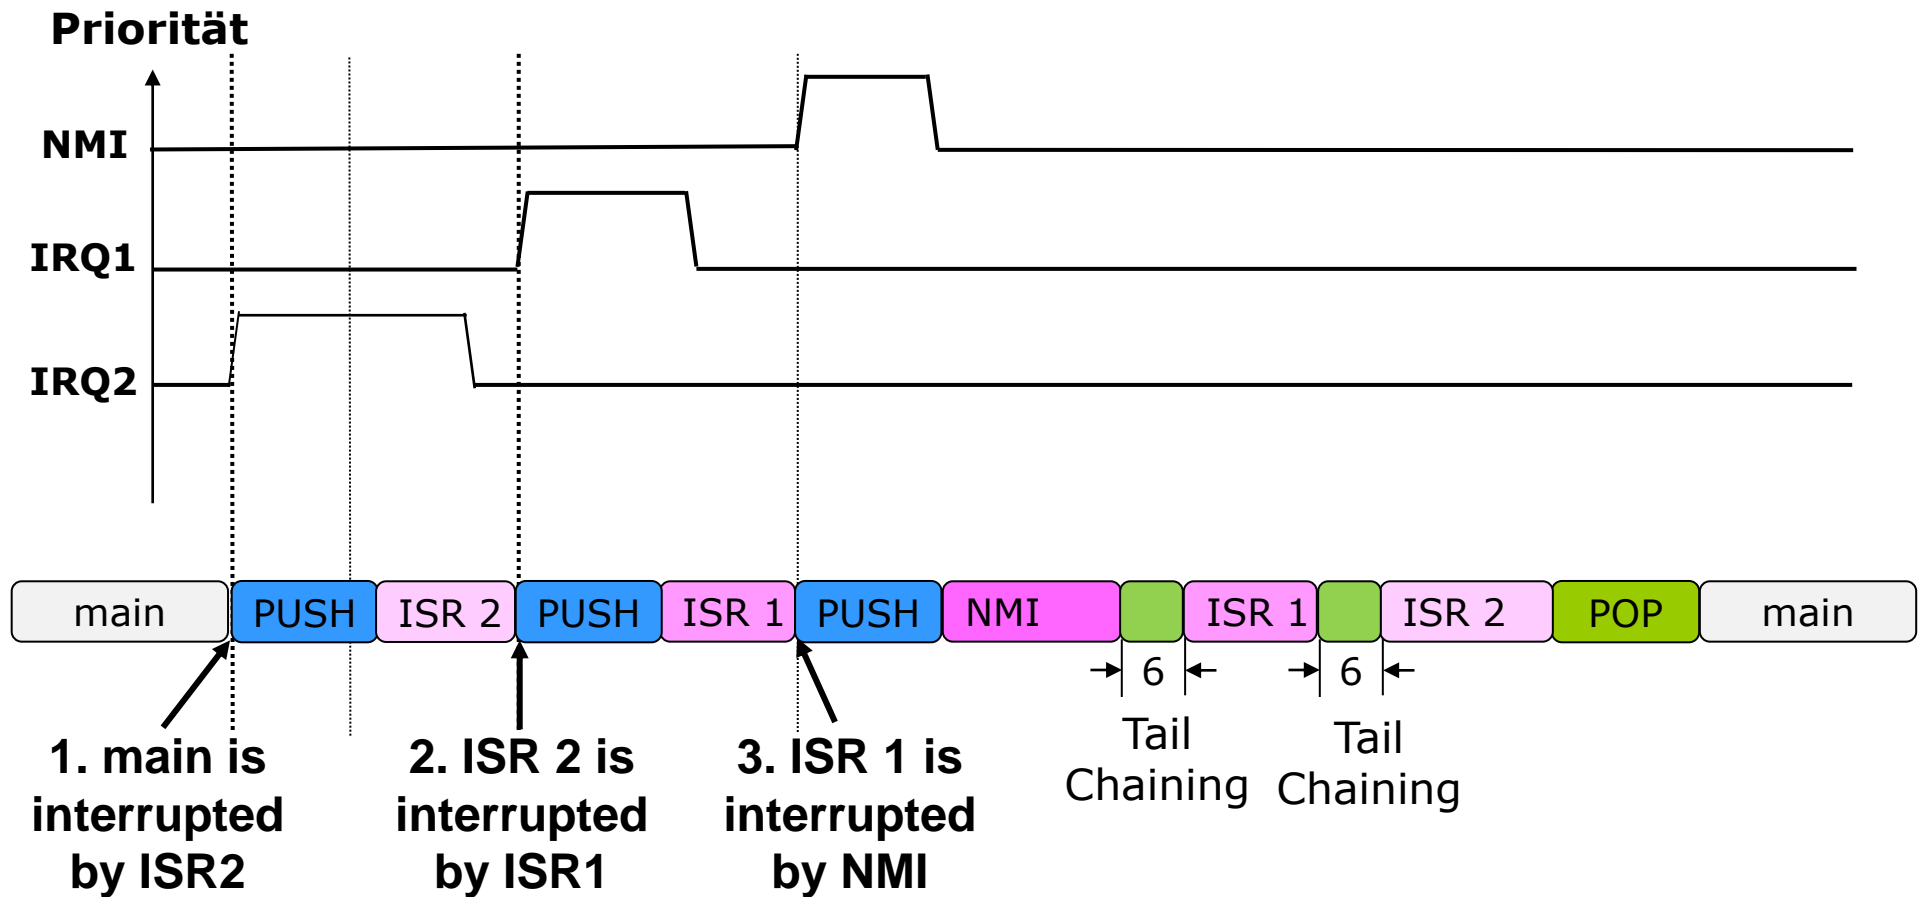 Priorität
NMI
IRQ1
IRQ2
main PUSH ISR 2 PUSH ISR 1 PUSH NMI ISR 1 ISR 2 POP main
6 6
Tail
Chaining
Tail
Chaining
1. main is
interrupted
by ISR2
2. ISR 2 is
interrupted
by ISR1
3. ISR 1 is
interrupted
by NMI